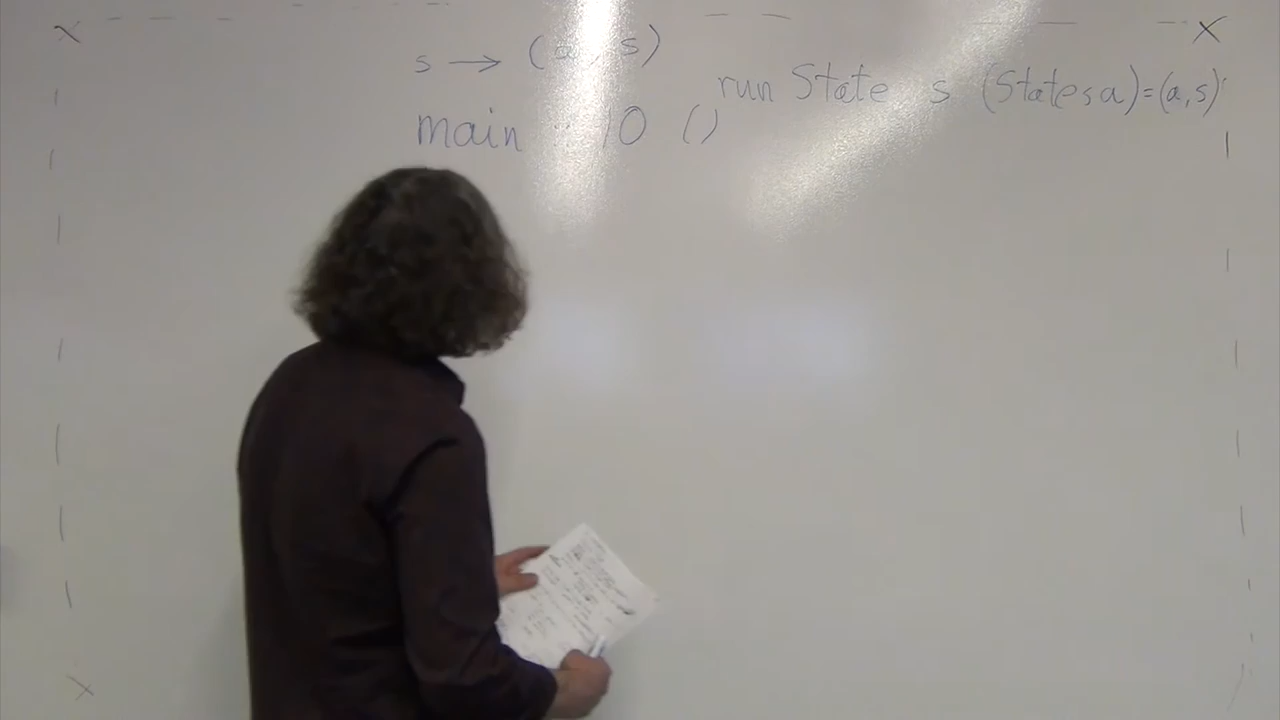 s → (a, s)
run State s (State s a) = (a, s)
main :: IO ()